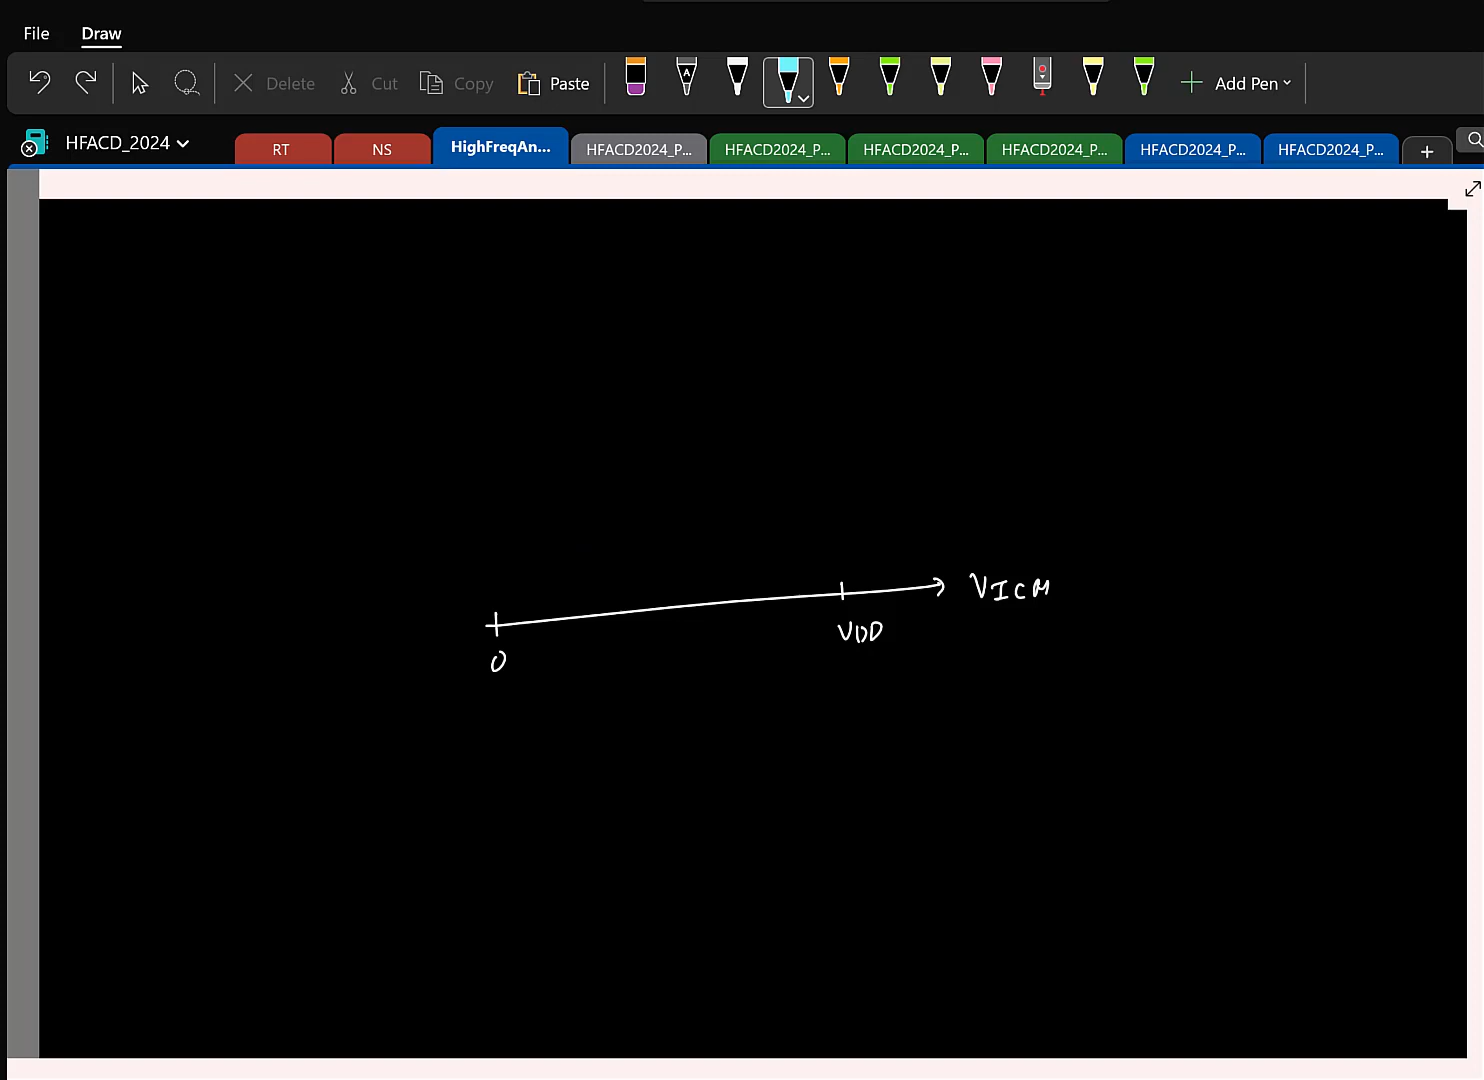 File Draw
Delete Cut Copy Paste A Add Pen
HFACD_2024 RT NS HighFreqAn... HFACD2024_P... HFACD2024_P... HFACD2024_P... HFACD2024_P... HFACD2024_P... HFACD2024_P... +
VICM
VDD
0